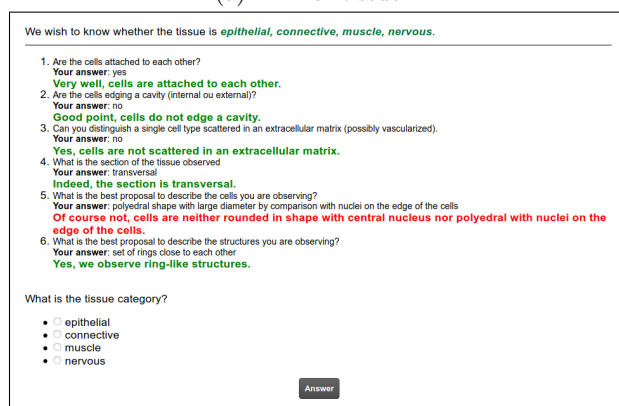 We wish to know whether the tissue is epithelial, connective, muscle, nervous.
1. Are the cells attached to each other?
Your answer: yes
Very well, cells are attached to each other.
2. Are the cells edging a cavity (internal ou external)?
Your answer: no
Good point, cells do not edge a cavity.
3. Can you distinguish a single cell type scattered in an extracellular matrix (possibly vascularized).
Your answer: no
Yes, cells are not scattered in an extracellular matrix.
4. What is the section of the tissue observed
Your answer: transversal
Indeed, the section is transversal.
5. What is the best proposal to describe the cells you are observing?
Your answer: polyedral shape with large diameter by comparison with nuclei on the edge of the cells
Of course not, cells are neither rounded in shape with central nucleus nor polyedral with nuclei on the
edge of the cells.
6. What is the best proposal to describe the structures you are observing?
Your answer: set of rings close to each other
Yes, we observe ring-like structures.
What is the tissue category?
epithelial
connective
muscle
nervous
Answer